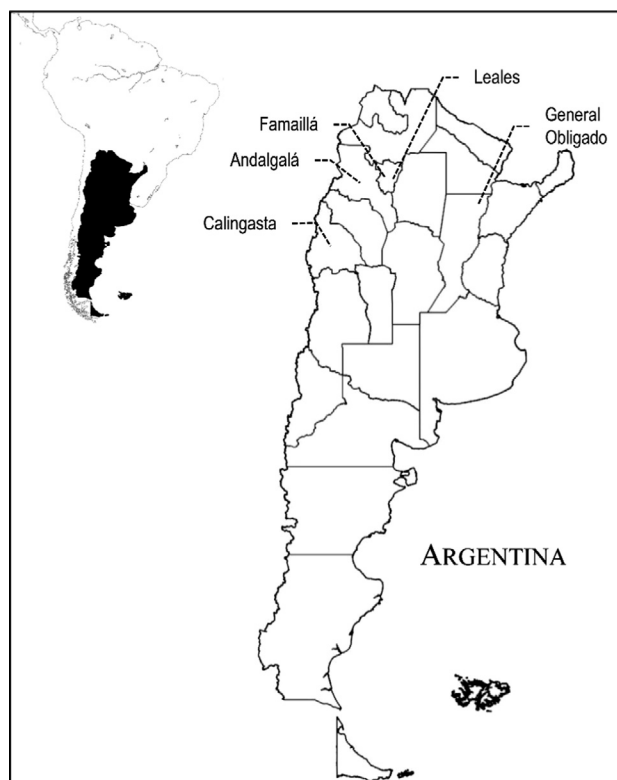 Leales
Famaillá
General
Obligado
Andalgalá
Calingasta
ARGENTINA